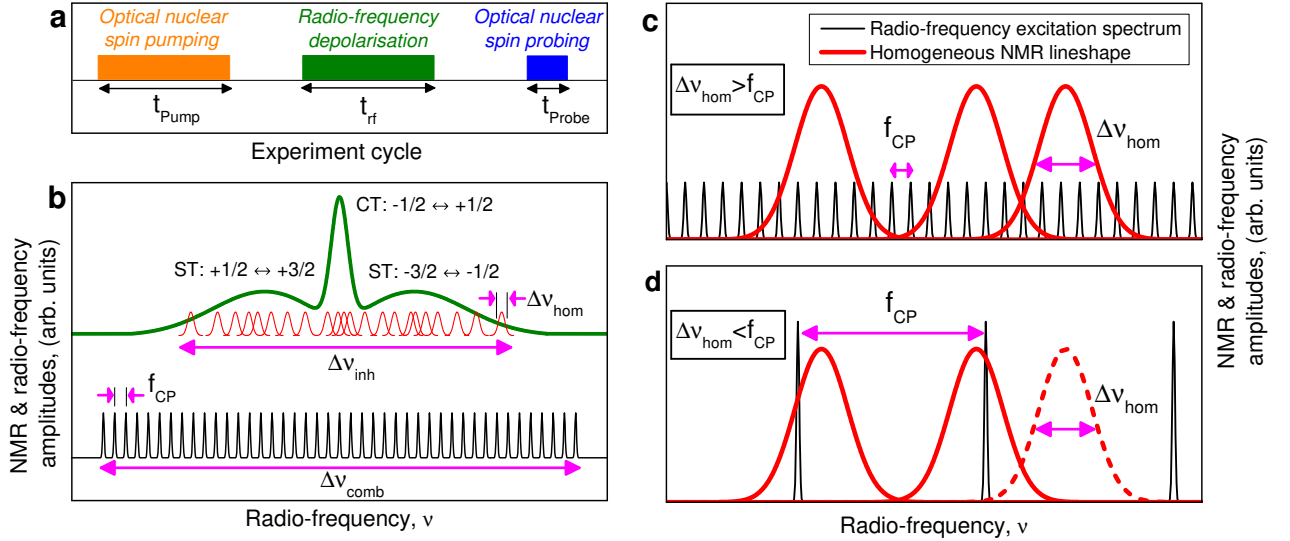 a
Optical nuclear
spin pumping
Radio-frequency
depolarisation
Optical nuclear
spin probing
tPump
trf
tProbe
Experiment cycle
b
CT: -1/2 ↔ +1/2
ST: +1/2 ↔ +3/2
ST: -3/2 ↔ -1/2
Δνhom
Δνinh
fCP
Δνcomb
NMR & radio-frequency
amplitudes, (arb. units)
Radio-frequency, ν
c
Radio-frequency excitation spectrum
Homogeneous NMR lineshape
Δνhom>fCP
fCP
Δνhom
d
Δνhom<fCP
fCP
Δνhom
Radio-frequency, ν
NMR & radio-frequency
amplitudes, (arb. units)